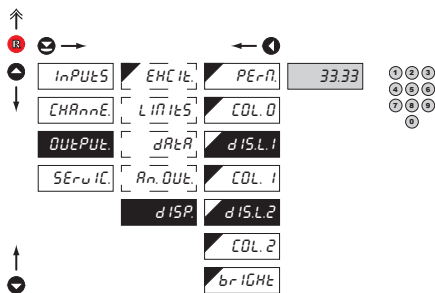 R
InPUtS EHCIt. PErM. 33.33 1 2 3
CHAnnE. LIMItS COL. 0 4 5 6
OUtPUt. dAtA dIS.L.1 7 8 9
SErvIC. An. OUt. COL. 1 0
dISP. dIS.L.2
COL. 2
brIGHt